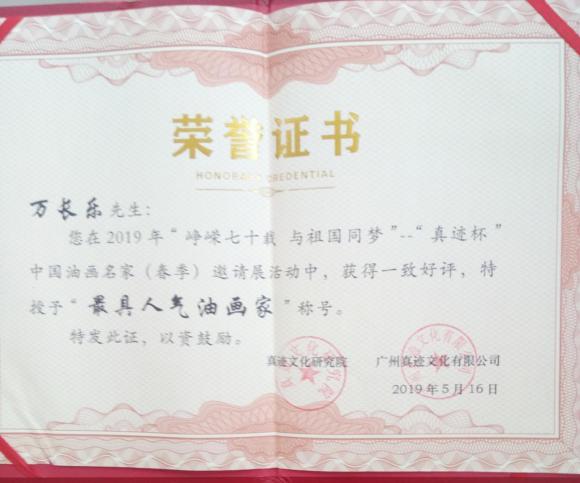 荣誉证书
HONORARY CREDENTIAL
万长乐先生：
您在2019年“峥嵘七十载 与祖国同梦”--“真迹杯”
中国油画名家（春季）邀请展活动中，获得一致好评，特
授予“最具人气油画家”称号。
特发此证，以资鼓励。
真迹文化研究院 广州真迹文化有限公司
2019年5月16日